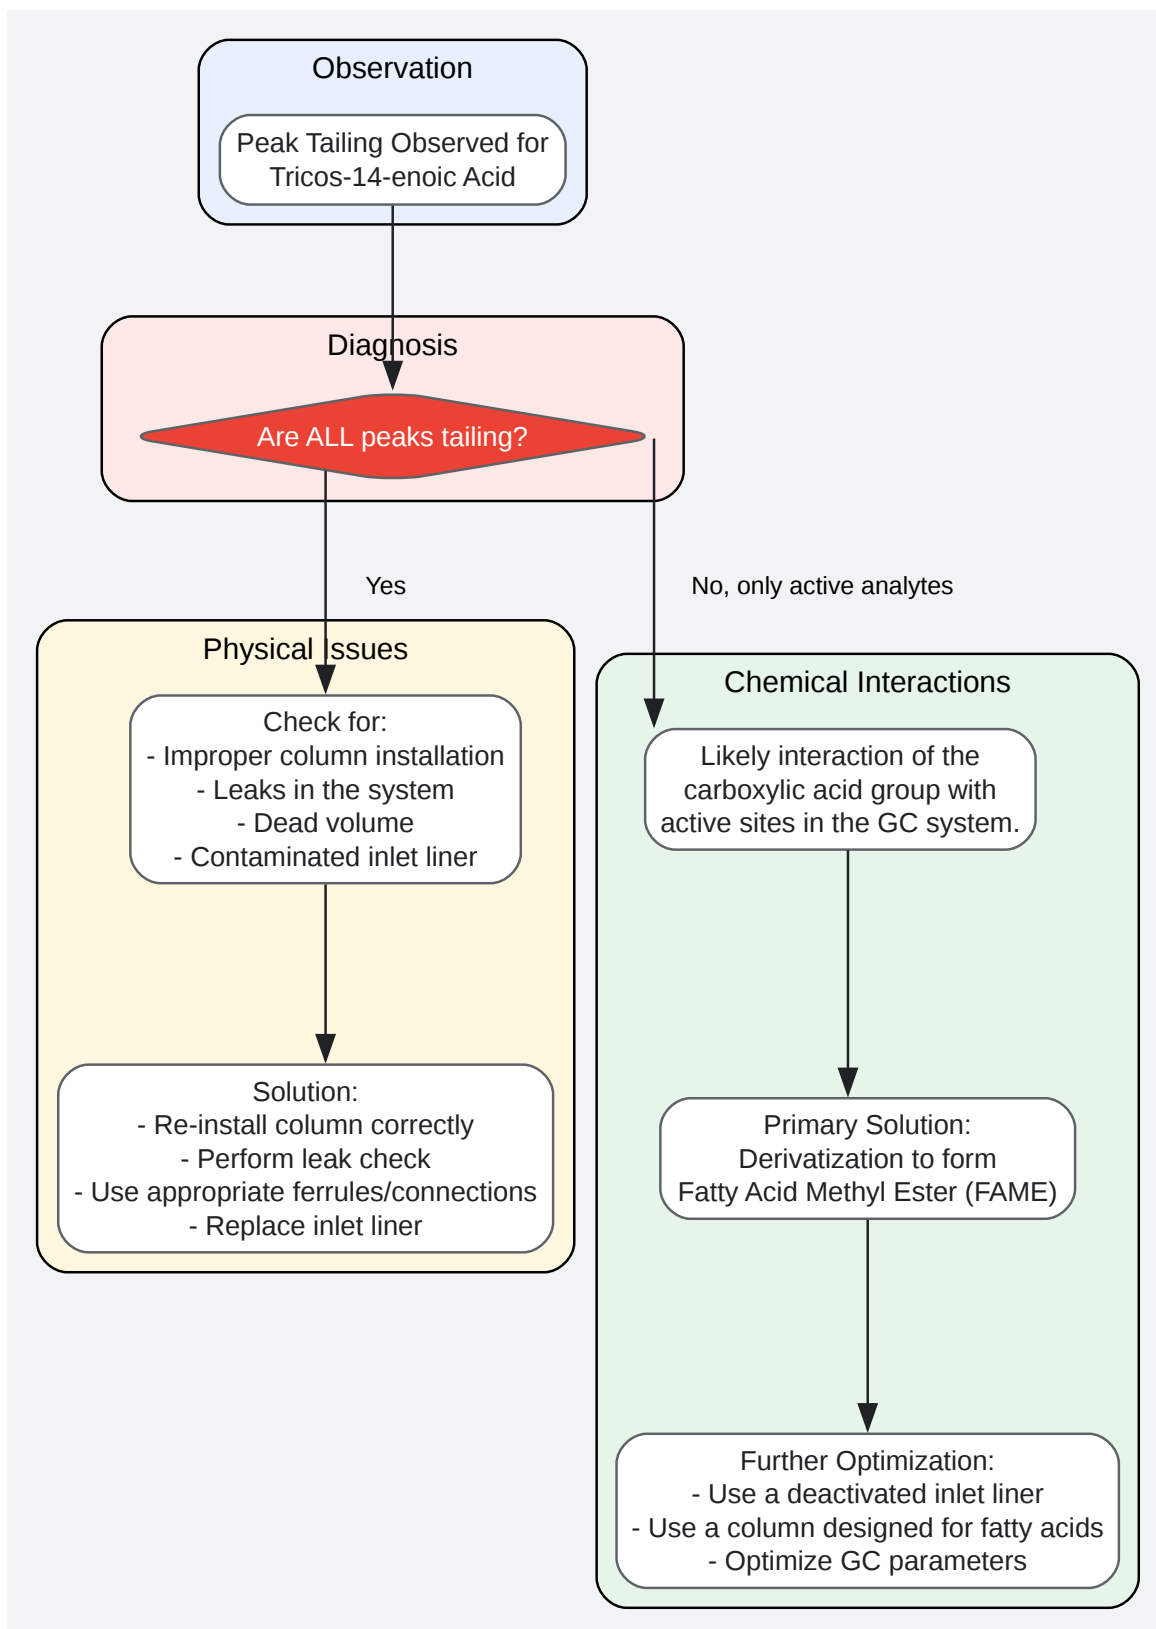 Observation
Peak Tailing Observed for
Tricos-14-enoic Acid
Diagnosis
Are ALL peaks tailing?
Yes
No, only active analytes
Physical Issues
Check for:
- Improper column installation
- Leaks in the system
- Dead volume
- Contaminated inlet liner
Solution:
- Re-install column correctly
- Perform leak check
- Use appropriate ferrules/connections
- Replace inlet liner
Chemical Interactions
Likely interaction of the
carboxylic acid group with
active sites in the GC system.
Primary Solution:
Derivatization to form
Fatty Acid Methyl Ester (FAME)
Further Optimization:
- Use a deactivated inlet liner
- Use a column designed for fatty acids
- Optimize GC parameters